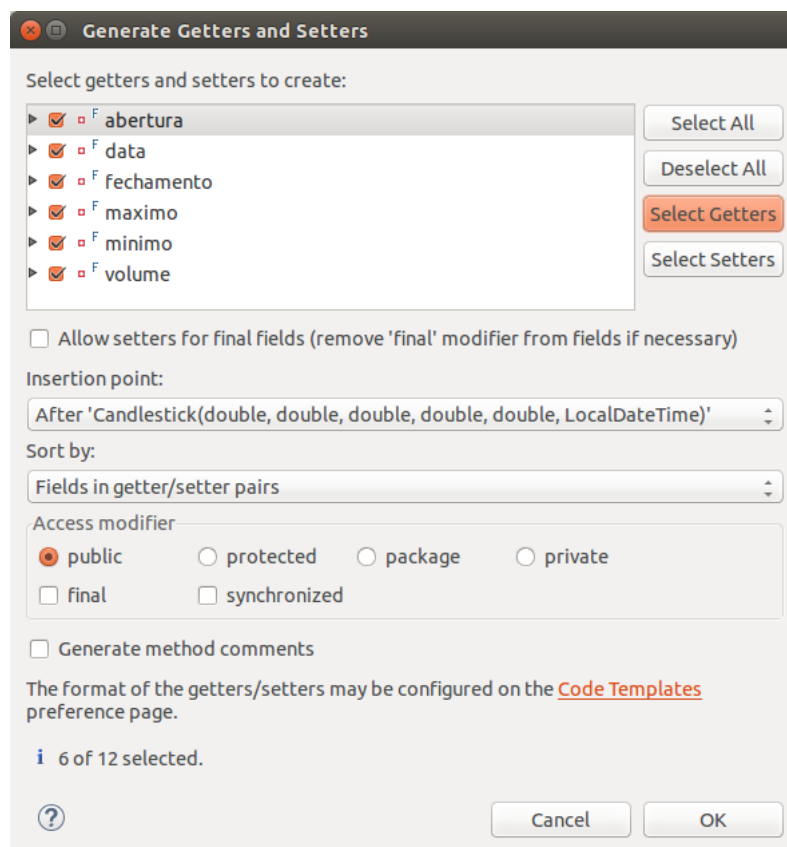 Generate Getters and Setters
Select getters and setters to create:
F abertura
F data
F fechamento
F maximo
F minimo
F volume
Select All
Deselect All
Select Getters
Select Setters
Allow setters for final fields (remove 'final' modifier from fields if necessary)
Insertion point:
After 'Candlestick(double, double, double, double, double, LocalDateTime)'
Sort by:
Fields in getter/setter pairs
Access modifier
public protected package private
final synchronized
Generate method comments
The format of the getters/setters may be configured on the Code Templates
preference page.
i 6 of 12 selected.
? Cancel OK